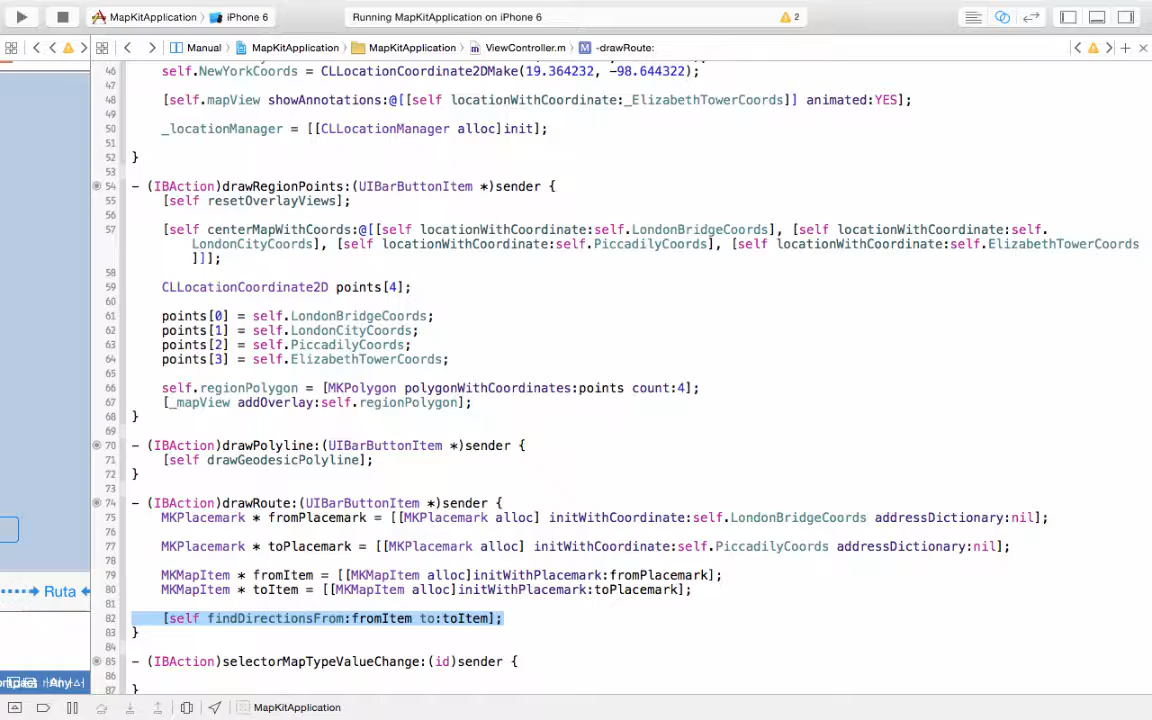 MapKitApplication iPhone 6 Running MapKitApplication on iPhone 6 2
Manual MapKitApplication MapKitApplication ViewController.m M -drawRoute:
46 self.NewYorkCoords = CLLocationCoordinate2DMake(19.364232, -98.644322);
47
48 [self.mapView showAnnotations:@[[self locationWithCoordinate:_ElizabethTowerCoords]] animated:YES];
49
50 _locationManager = [[CLLocationManager alloc]init];
51
52 }
53
54 - (IBAction)drawRegionPoints:(UIBarButtonItem *)sender {
55 [self resetOverlayViews];
56
57 [self centerMapWithCoords:@[[self locationWithCoordinate:self.LondonBridgeCoords], [self locationWithCoordinate:self.
LondonCityCoords], [self locationWithCoordinate:self.PiccadilyCoords], [self locationWithCoordinate:self.ElizabethTowerCoords
]]];
58
59 CLLocationCoordinate2D points[4];
60
61 points[0] = self.LondonBridgeCoords;
62 points[1] = self.LondonCityCoords;
63 points[2] = self.PiccadilyCoords;
64 points[3] = self.ElizabethTowerCoords;
65
66 self.regionPolygon = [MKPolygon polygonWithCoordinates:points count:4];
67 [_mapView addOverlay:self.regionPolygon];
68 }
69
70 - (IBAction)drawPolyline:(UIBarButtonItem *)sender {
71 [self drawGeodesicPolyline];
72 }
73
74 - (IBAction)drawRoute:(UIBarButtonItem *)sender {
75 MKPlacemark * fromPlacemark = [[MKPlacemark alloc] initWithCoordinate:self.LondonBridgeCoords addressDictionary:nil];
76
77 MKPlacemark * toPlacemark = [[MKPlacemark alloc] initWithCoordinate:self.PiccadilyCoords addressDictionary:nil];
78
79 MKMapItem * fromItem = [[MKMapItem alloc]initWithPlacemark:fromPlacemark];
80 MKMapItem * toItem = [[MKMapItem alloc]initWithPlacemark:toPlacemark];
81
82 [self findDirectionsFrom:fromItem to:toItem];
83 }
84
85 - (IBAction)selectorMapTypeValueChange:(id)sender {
86
87 }
Ruta
Any
MapKitApplication